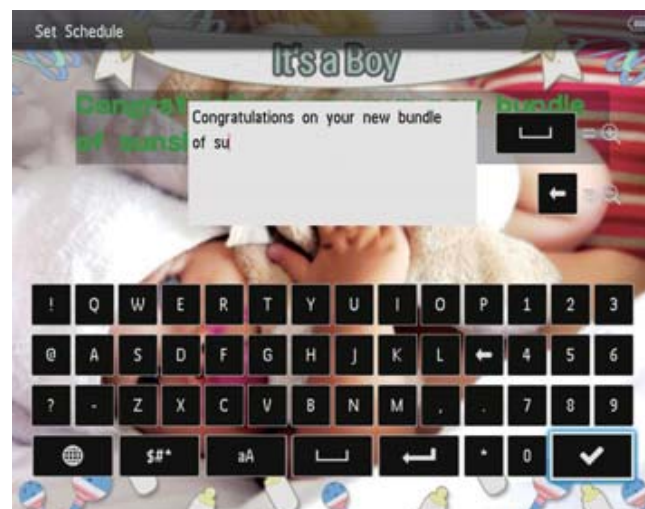 Set Schedule
It's a Boy
Congratulations on your new bundle
of su
! Q W E R T Y U I O P 1 2 3
@ A S D F G H J K L 4 5 6
? - Z X C V B N M , . 7 8 9
$#* aA * 0